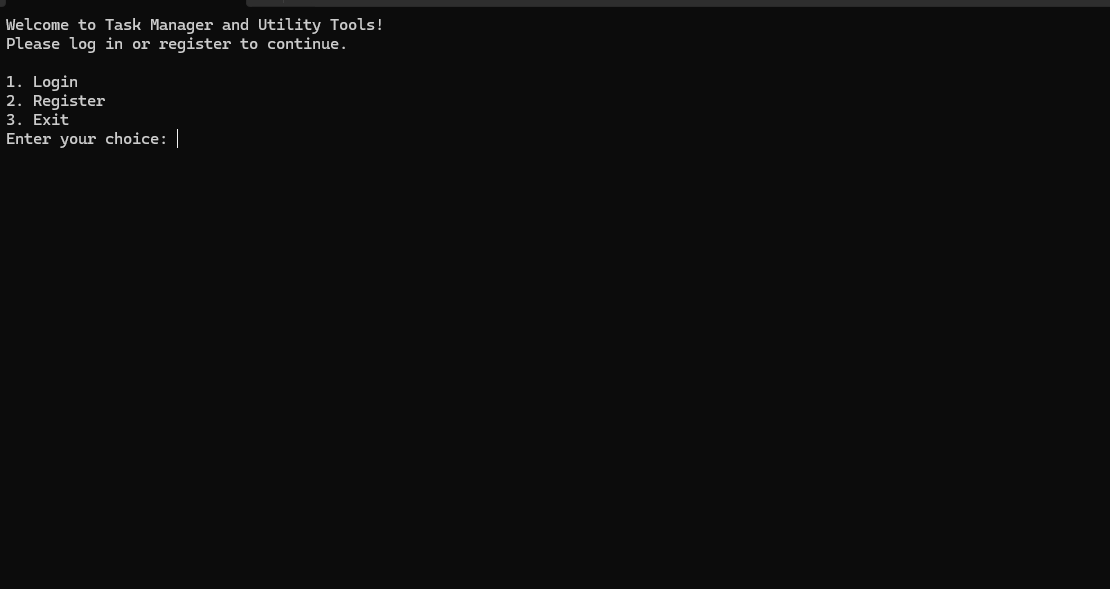 Welcome to Task Manager and Utility Tools!
Please log in or register to continue.
1. Login
2. Register
3. Exit
Enter your choice: